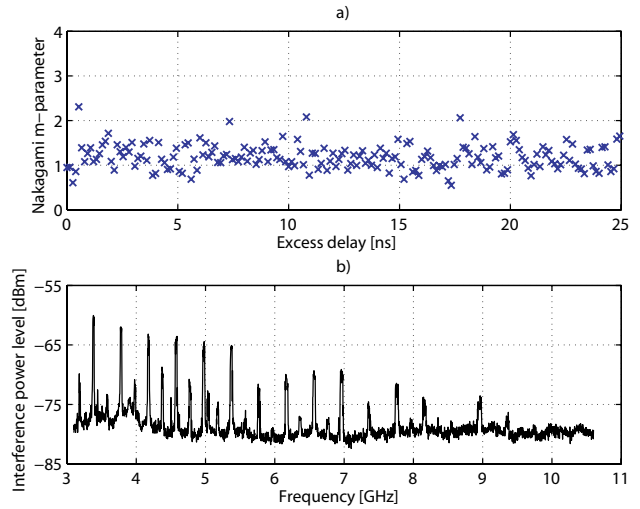 a)
Nakagami m−parameter
4
3
2
1
0
0 5 10 15 20 25
Excess delay [ns]
b)
Interference power level [dBm]
−55
−65
−75
−85
3 4 5 6 7 8 9 10 11
Frequency [GHz]